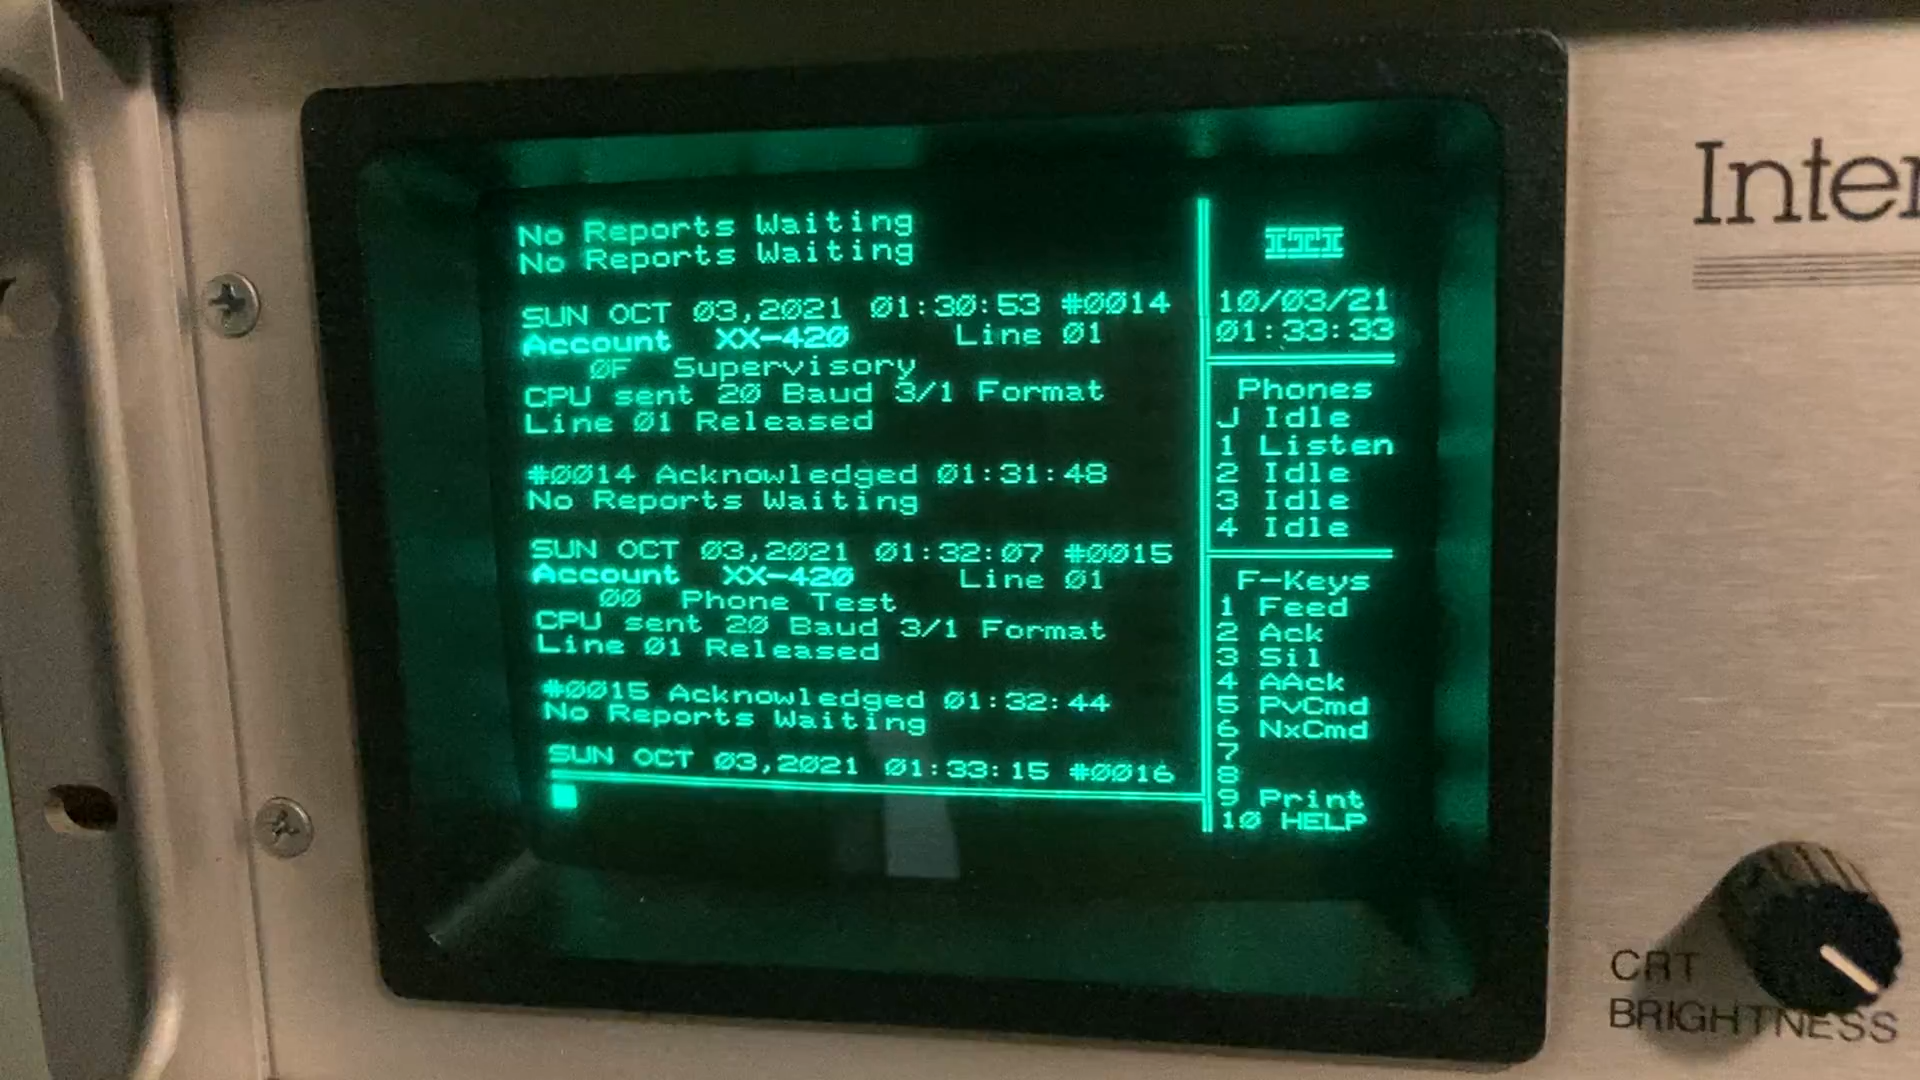 No Reports Waiting
No Reports Waiting
SUN OCT 03,2021 01:30:53 #0014
Account XX-420 Line 01
0F Supervisory
CPU sent 20 Baud 3/1 Format
Line 01 Released
#0014 Acknowledged 01:31:48
No Reports Waiting
SUN OCT 03,2021 01:32:07 #0015
Account XX-420 Line 01
00 Phone Test
CPU sent 20 Baud 3/1 Format
Line 01 Released
#0015 Acknowledged 01:32:44
No Reports Waiting
SUN OCT 03,2021 01:33:15 #0016
ITI
10/03/21
01:33:33
Phones
J Idle
1 Listen
2 Idle
3 Idle
4 Idle
F-Keys
1 Feed
2 Ack
3 Sil
4 AAck
5 PvCmd
6 NxCmd
7
8
9 Print
10 HELP
Inter
CRT
BRIGHTNESS